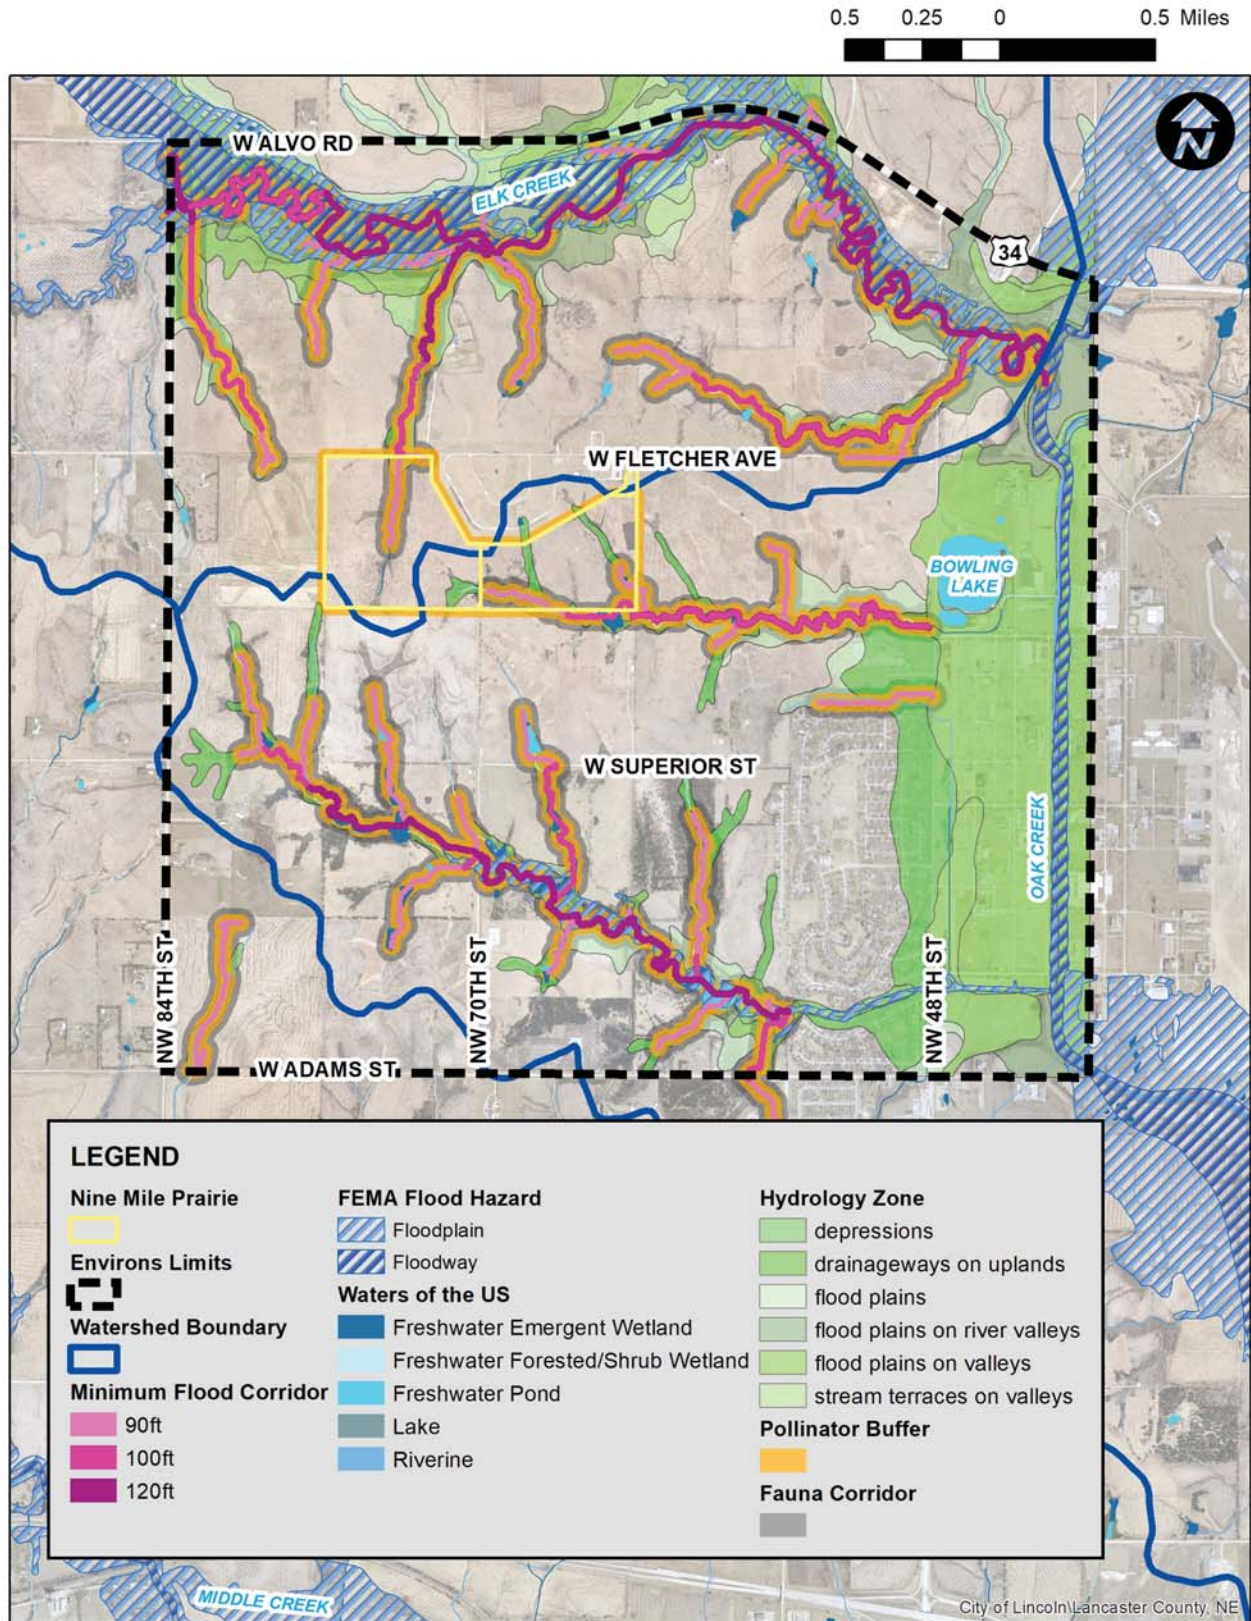 0.5 0.25 0 0.5 Miles
N
W ALVO RD
ELK CREEK
34
W FLETCHER AVE
BOWLING
LAKE
W SUPERIOR ST
OAK CREEK
NW 84TH ST
NW 70TH ST
NW 48TH ST
W ADAMS ST
LEGEND
Nine Mile Prairie
Environs Limits
Watershed Boundary
Minimum Flood Corridor
90ft
100ft
120ft
FEMA Flood Hazard
Floodplain
Floodway
Waters of the US
Freshwater Emergent Wetland
Freshwater Forested/Shrub Wetland
Freshwater Pond
Lake
Riverine
Hydrology Zone
depressions
drainageways on uplands
flood plains
flood plains on river valleys
flood plains on valleys
stream terraces on valleys
Pollinator Buffer
Fauna Corridor
MIDDLE CREEK
City of Lincoln\Lancaster County, NE